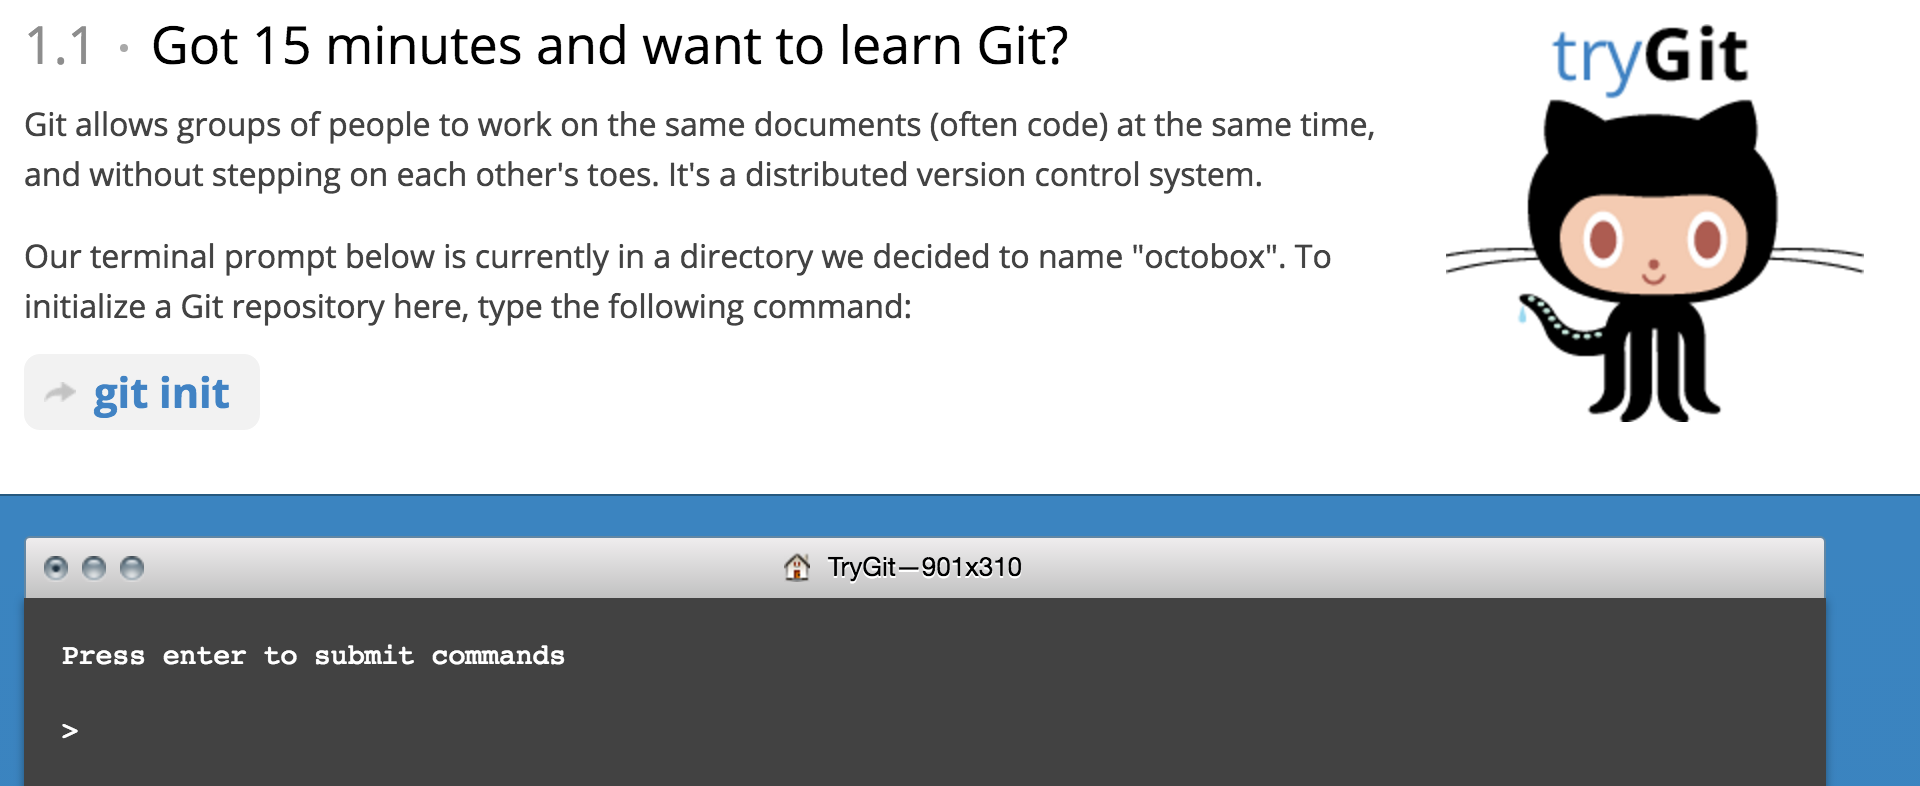 1.1 · Got 15 minutes and want to learn Git?
tryGit
Git allows groups of people to work on the same documents (often code) at the same time,
and without stepping on each other's toes. It's a distributed version control system.
Our terminal prompt below is currently in a directory we decided to name "octobox". To
initialize a Git repository here, type the following command:
git init
TryGit—901x310
Press enter to submit commands
>